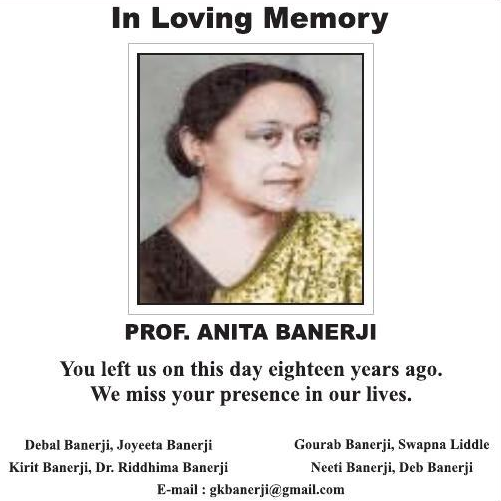 In Loving Memory
PROF. ANITA BANERJI
You left us on this day eighteen years ago.
We miss your presence in our lives.
Debal Banerji, Joyeeta Banerji
Gourab Banerji, Swapna Liddle
Kirit Banerji, Dr. Riddhima Banerji
Neeti Banerji, Deb Banerji
E-mail : gkbanerji@gmail.com